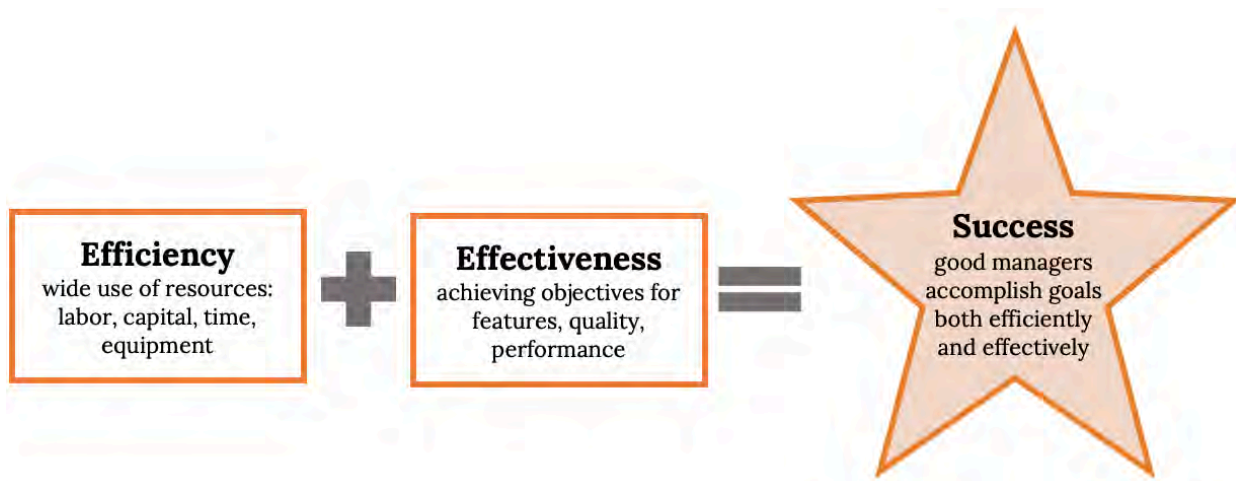 Efficiency
wide use of resources:
labor, capital, time,
equipment
Effectiveness
achieving objectives for
features, quality,
performance
Success
good managers
accomplish goals
both efficiently
and effectively